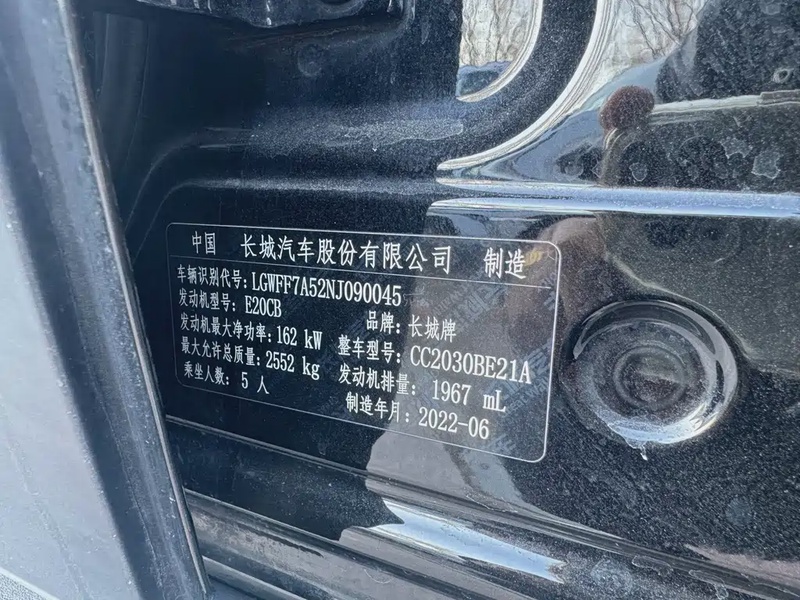 中国 长城汽车股份有限公司 制造
车辆识别代号：LGWFF7A52NJ090045
发动机型号：E20CB 品牌：长城牌
发动机最大净功率：162 kW 整车型号：CC2030BE21A
最大允许总质量：2552 kg 发动机排量：1967 mL
乘坐人数：5 人 制造年月：2022-06